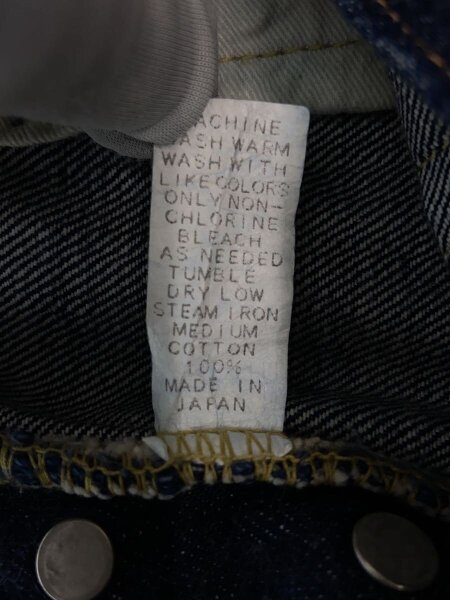 MACHINE
WASH WARM
WASH WITH
LIKE COLORS
ONLY NON-
CHLORINE
BLEACH
AS NEEDED
TUMBLE
DRY LOW
STEAM IRON
MEDIUM
COTTON
100%
MADE IN
JAPAN